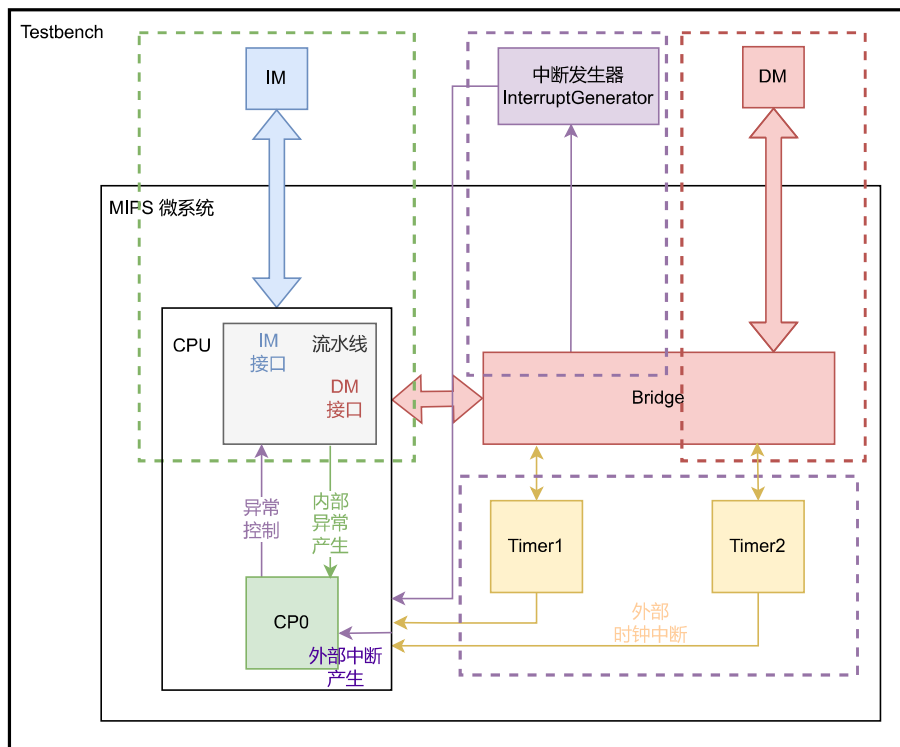 Testbench
IM
中断发生器
InterruptGenerator
DM
MIPS 微系统
CPU
IM
接口
流水线
DM
接口
Bridge
异常
控制
内部
异常
产生
Timer1
Timer2
CP0
外部
时钟中断
外部中断
产生